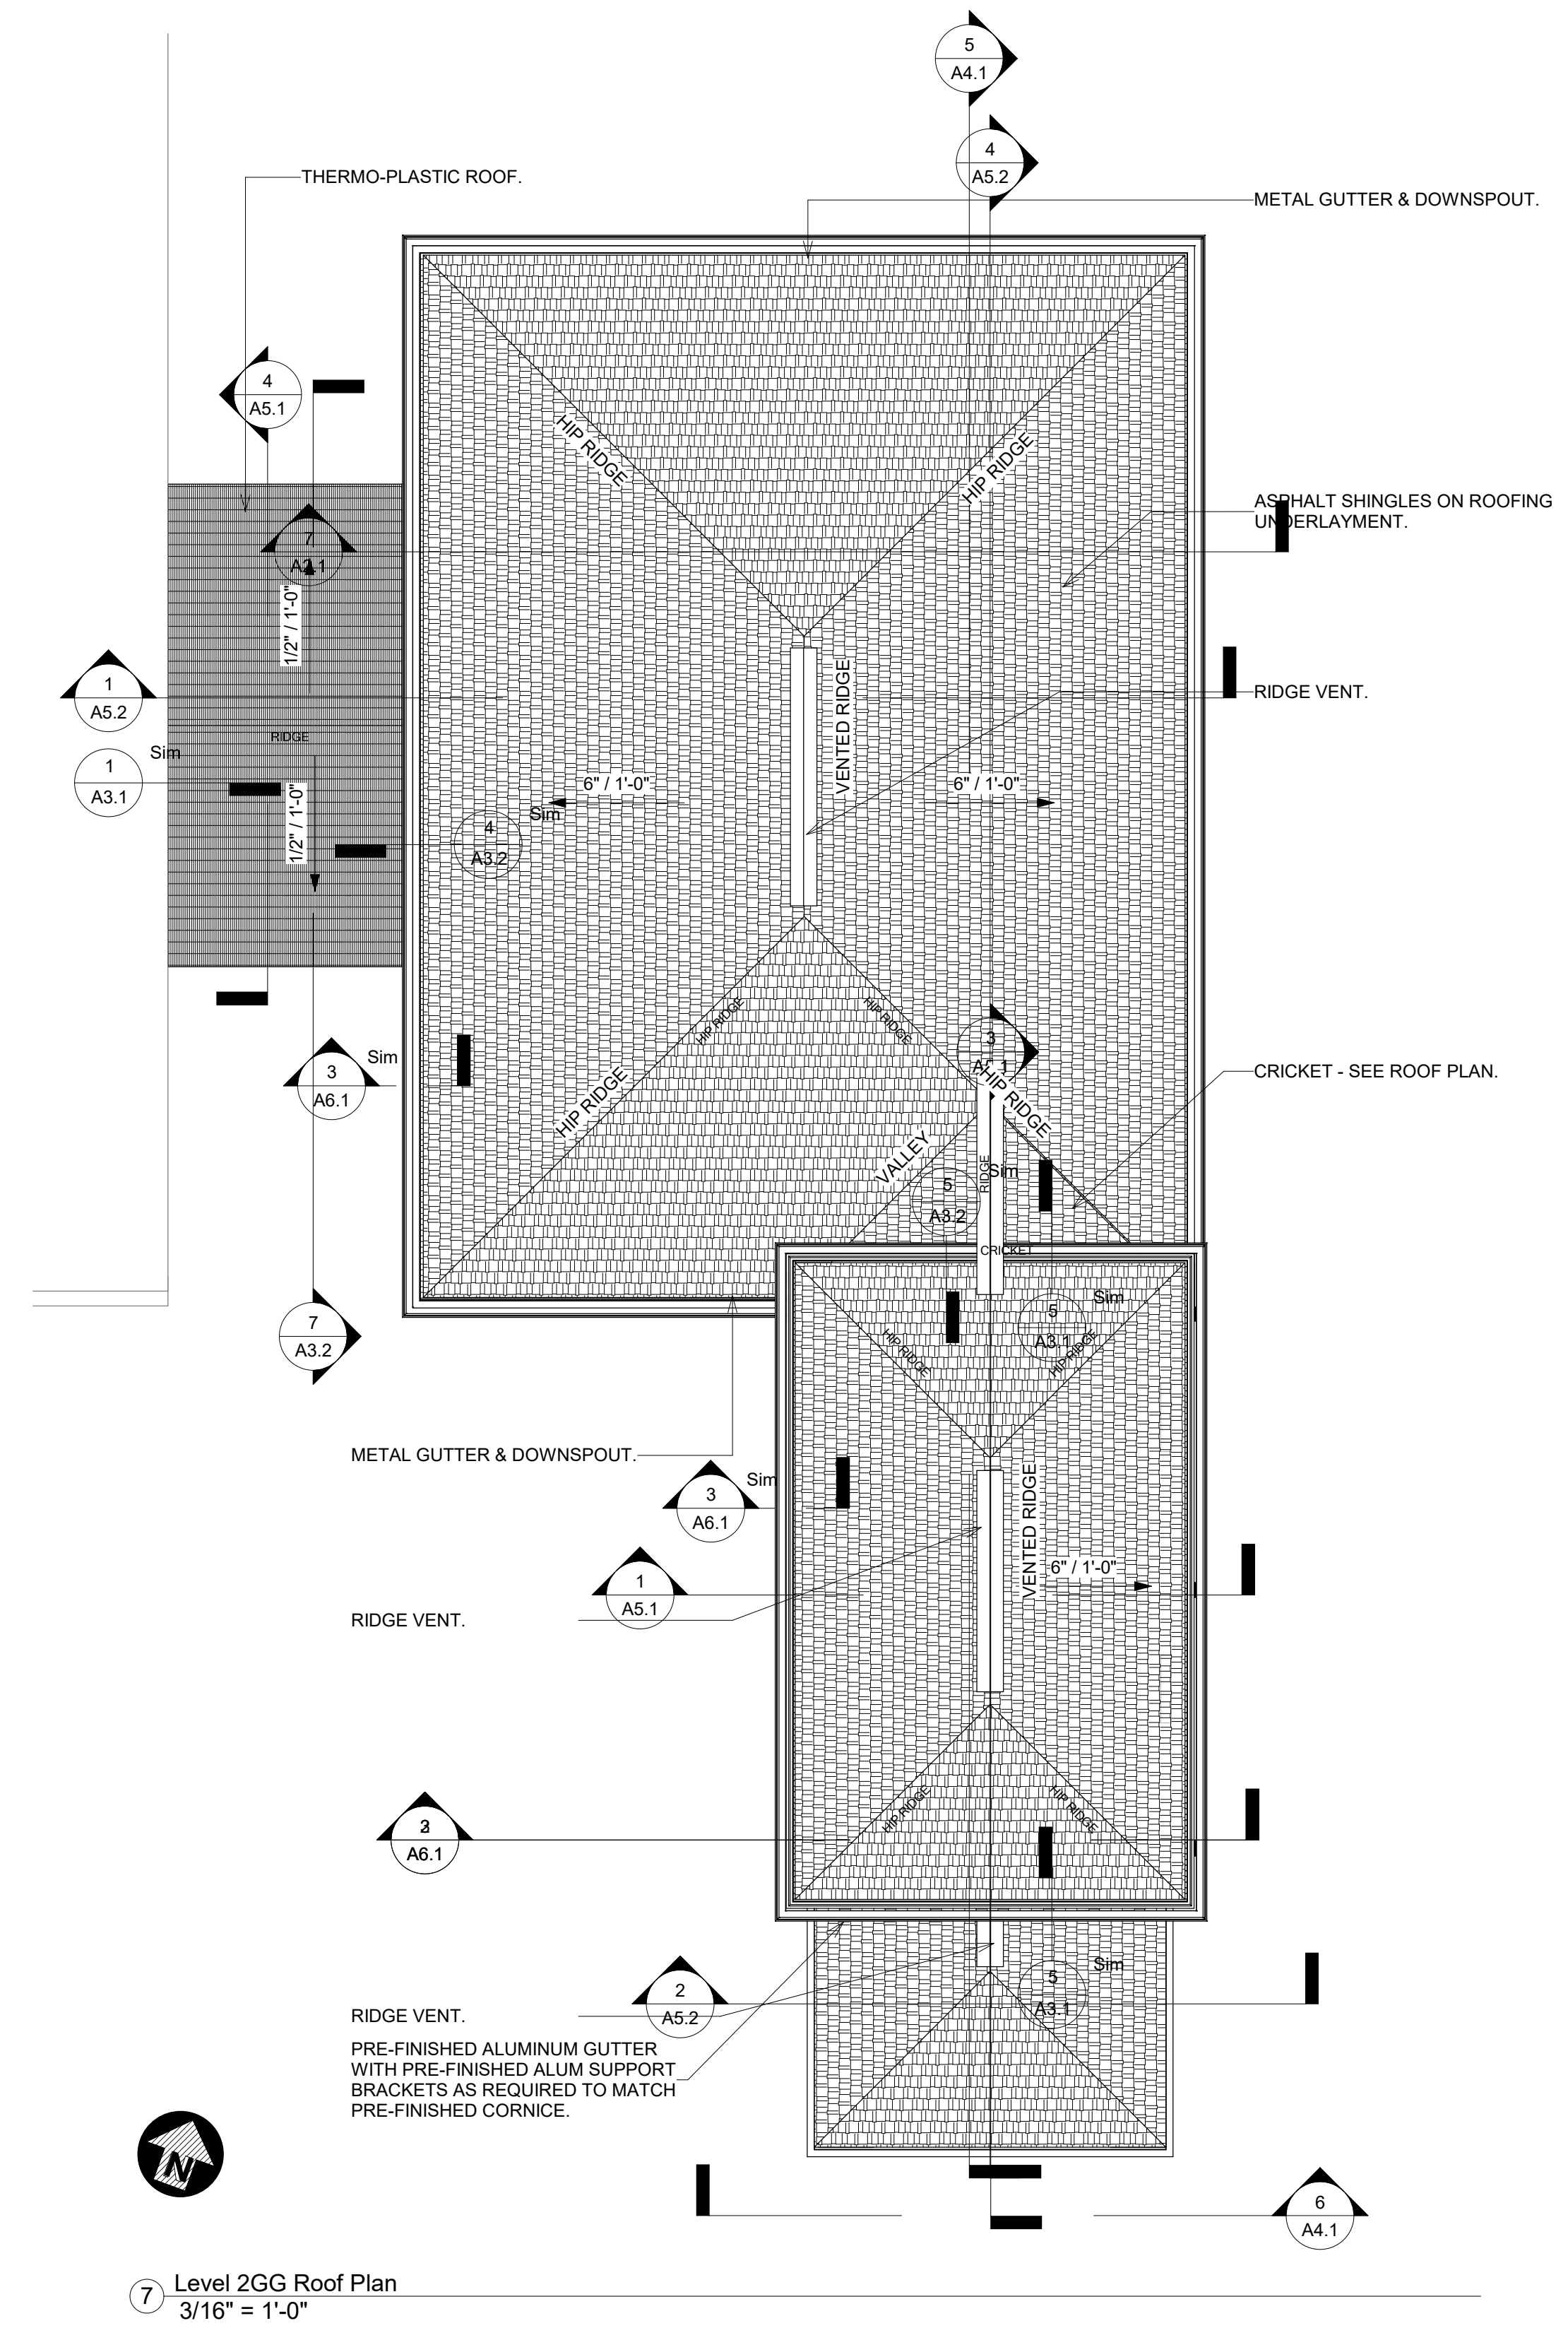 5
A4.1
4
A5.2
THERMO-PLASTIC ROOF.
METAL GUTTER & DOWNSPOUT.
4
A5.1
HIP RIDGE
HIP RIDGE
ASPHALT SHINGLES ON ROOFING
UNDERLAYMENT.
7
A2.1
1/2" / 1'-0"
1
A5.2
VENTED RIDGE
RIDGE VENT.
RIDGE
Sim
1
A3.1
1/2" / 1'-0"
6" / 1'-0"
6" / 1'-0"
Sim
4
A3.2
HIP RIDGE
HIP RIDGE
3
Sim
3
A6.1
CRICKET - SEE ROOF PLAN.
HIP RIDGE
HIP RIDGE
VALLEY
RIDGE
Sim
5
A3.2
CRICKET
Sim
5
A3.1
7
A3.2
HIP RIDGE
HIP RIDGE
METAL GUTTER & DOWNSPOUT.
Sim
3
A6.1
VENTED RIDGE
6" / 1'-0"
1
A5.1
RIDGE VENT.
HIP RIDGE
HIP RIDGE
A6.1
Sim
5
A3.1
2
A5.2
RIDGE VENT.
PRE-FINISHED ALUMINUM GUTTER
WITH PRE-FINISHED ALUM SUPPORT
BRACKETS AS REQUIRED TO MATCH
PRE-FINISHED CORNICE.
N
6
A4.1
7
Level 2GG Roof Plan
3/16" = 1'-0"